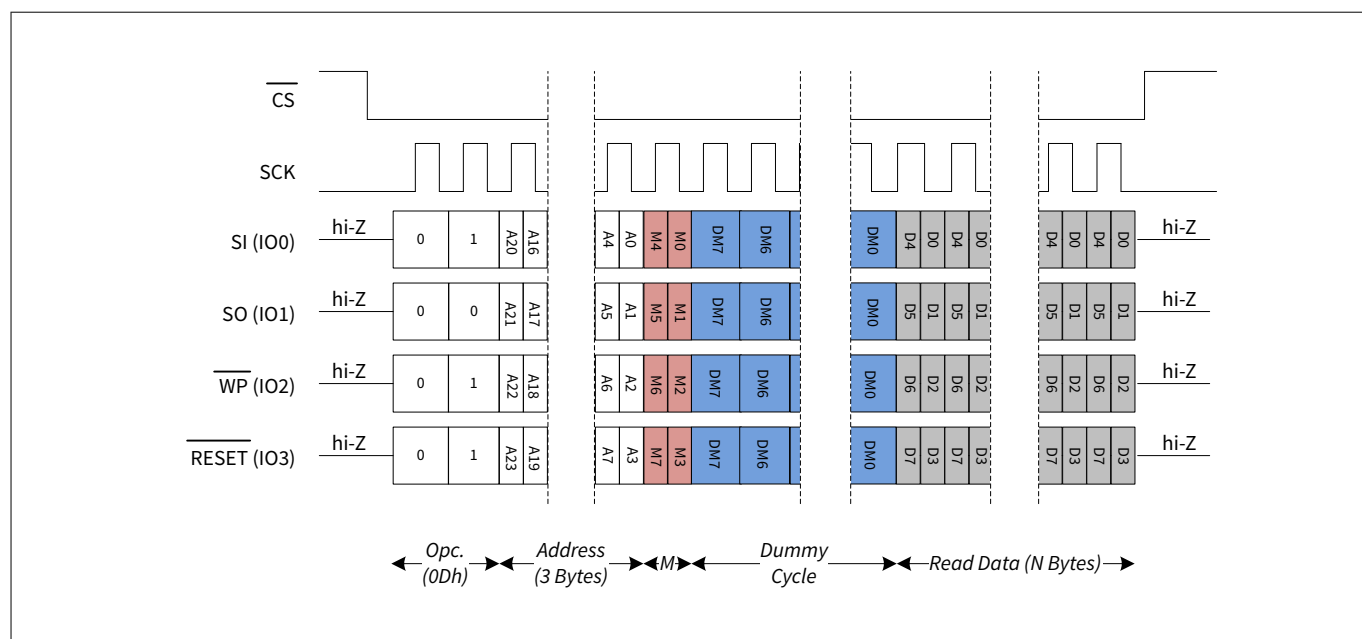 CS
SCK
SI (IO0) hi-Z 0 1 A20 A16 A4 A0 M4 M0 DM7 DM6 DM0 D4 D0 D4 D0 D4 D0 D4 D0 hi-Z
SO (IO1) hi-Z 0 0 A21 A17 A5 A1 M5 M1 DM7 DM6 DM0 D5 D1 D5 D1 D5 D1 D5 D1 hi-Z
WP (IO2) hi-Z 0 1 A22 A18 A6 A2 M6 M2 DM7 DM6 DM0 D6 D2 D6 D2 D6 D2 D6 D2 hi-Z
RESET (IO3) hi-Z 0 1 A23 A19 A7 A3 M7 M3 DM7 DM6 DM0 D7 D3 D7 D3 D7 D3 D7 D3 hi-Z
Opc. Address M Dummy Read Data (N Bytes)
(0Dh) (3 Bytes) Cycle